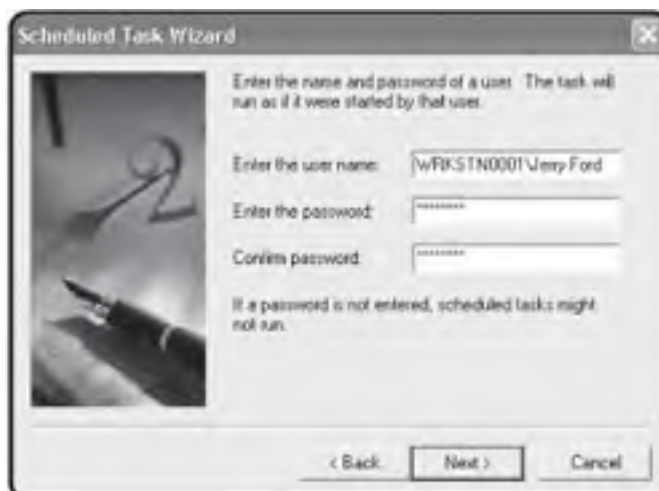 Scheduled Task Wizard
Enter the name and password of a user. The task will
run as if it were started by that user.
Enter the user name: WRKSTN0001\Jerry Ford
Enter the password: ********
Confirm password: ********
If a password is not entered, scheduled tasks might
not run.
< Back Next > Cancel